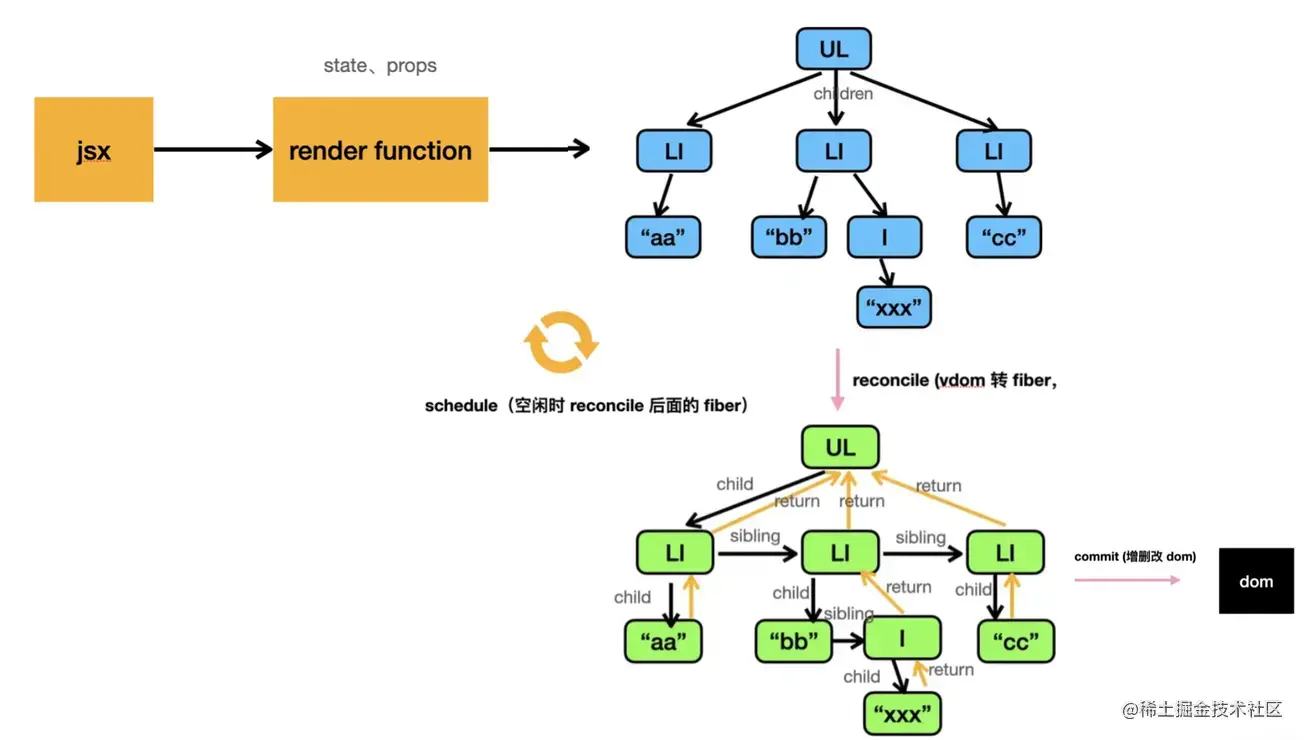 state、props
jsx
render function
UL
children
LI
LI
LI
“aa”
“bb”
I
“cc”
“xxx”
reconcile (vdom 转 fiber,
schedule（空闲时 reconcile 后面的 fiber）
UL
child
return
return
return
LI
sibling
LI
sibling
LI
commit (增删改 dom)
dom
child
child
return
child
sibling
“aa”
“bb”
I
“cc”
child
return
“xxx”
@稀土掘金技术社区